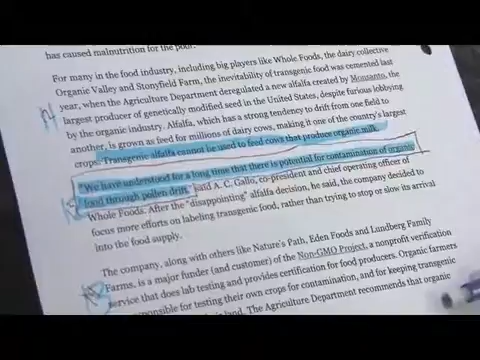 has caused malnutrition for the poor.
For many in the food industry, including big players like Whole Foods, the dairy collective
Organic Valley and Stonyfield Farm, the inevitability of transgenic food was cemented last
year, when the Agriculture Department deregulated a new alfalfa created by Monsanto, the
largest producer of genetically modified seed in the United States, despite furious lobbying
by the organic industry. Alfalfa, which has a strong tendency to drift from one field to
another, is grown as feed for millions of dairy cows, making it one of the country's largest
crops. Transgenic alfalfa cannot be used to feed cows that produce organic milk.
"We have understood for a long time that there is potential for contamination of organic
food through pollen drift," said A. C. Gallo, co-president and chief operating officer of
Whole Foods. After the "disappointing" alfalfa decision, he said, the company decided to
focus more efforts on labeling transgenic food, rather than trying to stop or slow its arrival
into the food supply.
The company, along with others like Nature's Path, Eden Foods and Lundberg Family
Farms, is a major funder (and customer) of the Non-GMO Project, a nonprofit verification
service that does lab testing and provides certification for food producers. Organic farmers
responsible for testing their own crops for contamination, and for keeping transgenic
their land. The Agriculture Department recommends that organic